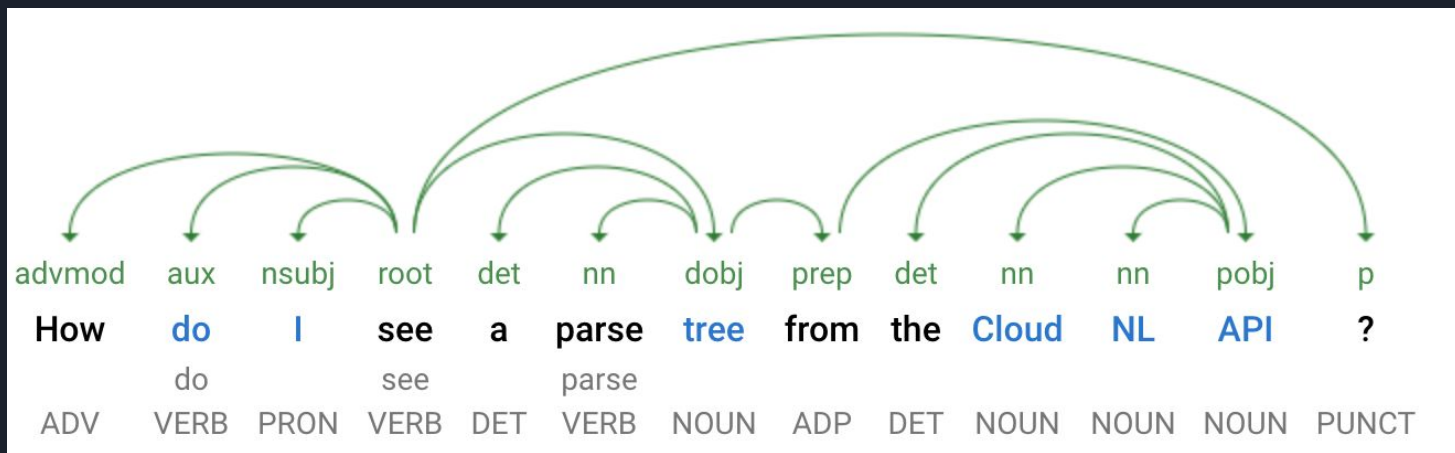 advmod aux nsubj root det nn dobj prep det nn nn pobj p
How do I see a parse tree from the Cloud NL API ?
do see parse
ADV VERB PRON VERB DET VERB NOUN ADP DET NOUN NOUN NOUN PUNCT